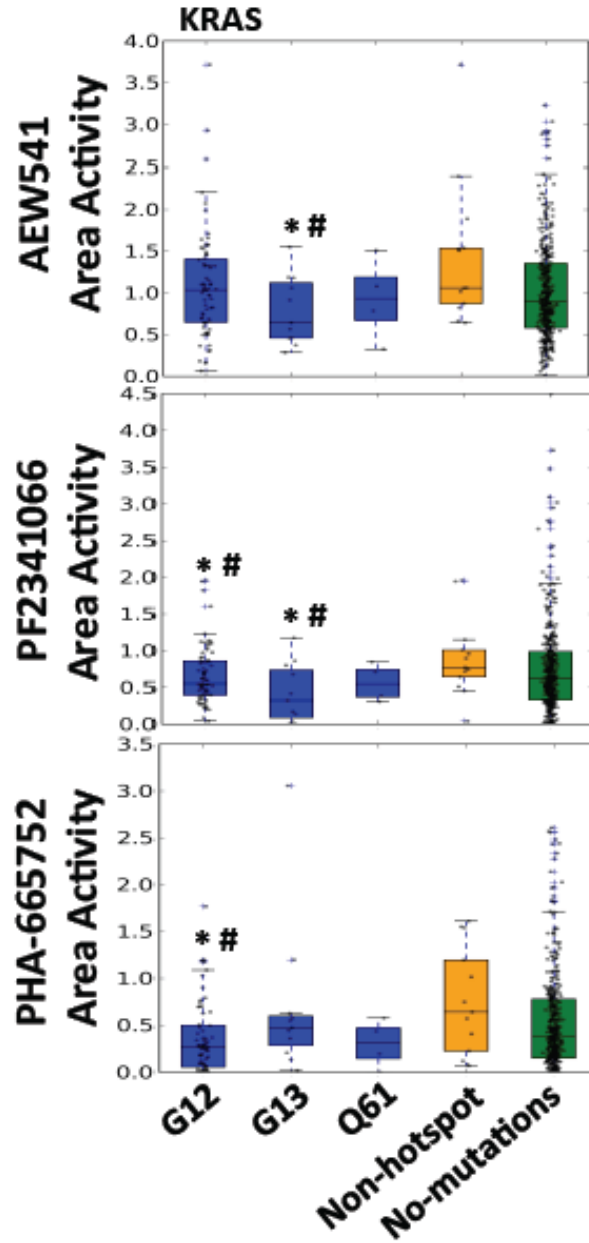 KRAS
AEW541
Area Activity
4.0
3.5
3.0
2.5
2.0
1.5
1.0
0.5
0.0
* #
PF2341066
Area Activity
4.5
4.0
3.5
3.0
2.5
2.0
1.5
1.0
0.5
0.0
* #
* #
PHA-665752
Area Activity
3.5
3.0
2.5
2.0
1.5
1.0
0.5
0.0
* #
G12
G13
Q61
Non-hotspot
No-mutations